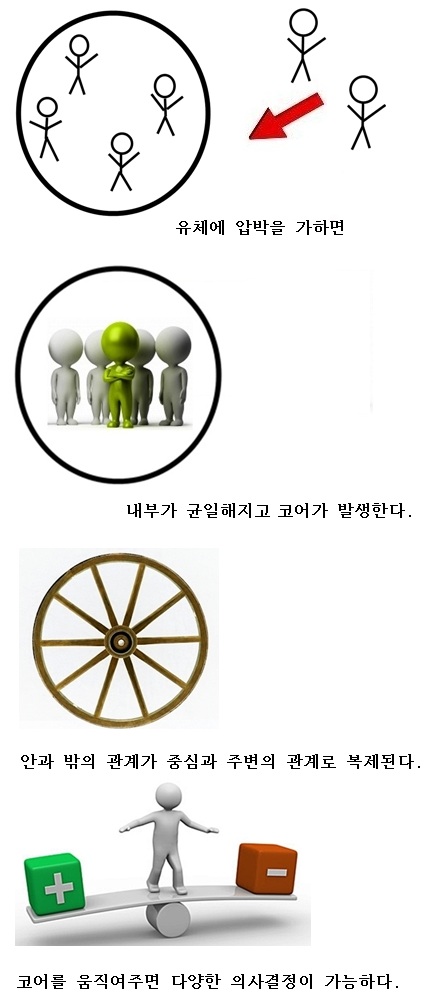 유체에 압박을 가하면
내부가 균일해지고 코어가 발생한다.
안과 밖의 관계가 중심과 주변의 관계로 복제된다.
+
-
코어를 움직여주면 다양한 의사결정이 가능하다.